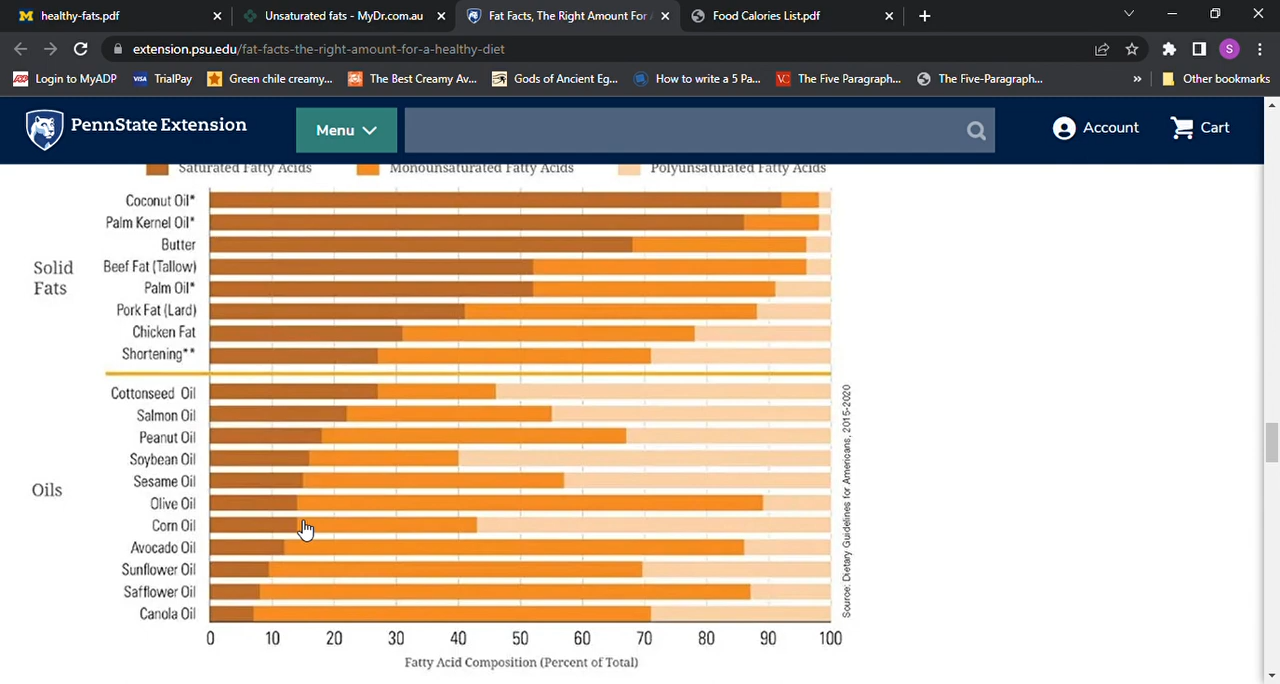 healthy-fats.pdf
Unsaturated fats - MyDr.com.au
Fat Facts, The Right Amount For
Food Calories List.pdf
extension.psu.edu/fat-facts-the-right-amount-for-a-healthy-diet
S
Login to MyADP
TrialPay
Green chile creamy...
The Best Creamy Av...
Gods of Ancient Eg...
How to write a 5 Pa...
The Five Paragraph...
The Five-Paragraph...
Other bookmarks
PennState Extension
Menu
Account
Cart
Saturated Fatty Acids
Monounsaturated Fatty Acids
Polyunsaturated Fatty Acids
Solid
Fats
Coconut Oil*
Palm Kernel Oil*
Butter
Beef Fat (Tallow)
Palm Oil*
Pork Fat (Lard)
Chicken Fat
Shortening**
Oils
Cottonseed Oil
Salmon Oil
Peanut Oil
Soybean Oil
Sesame Oil
Olive Oil
Corn Oil
Avocado Oil
Sunflower Oil
Safflower Oil
Canola Oil
0 10 20 30 40 50 60 70 80 90 100
Fatty Acid Composition (Percent of Total)
Source: Dietary Guidelines for Americans, 2015-2020